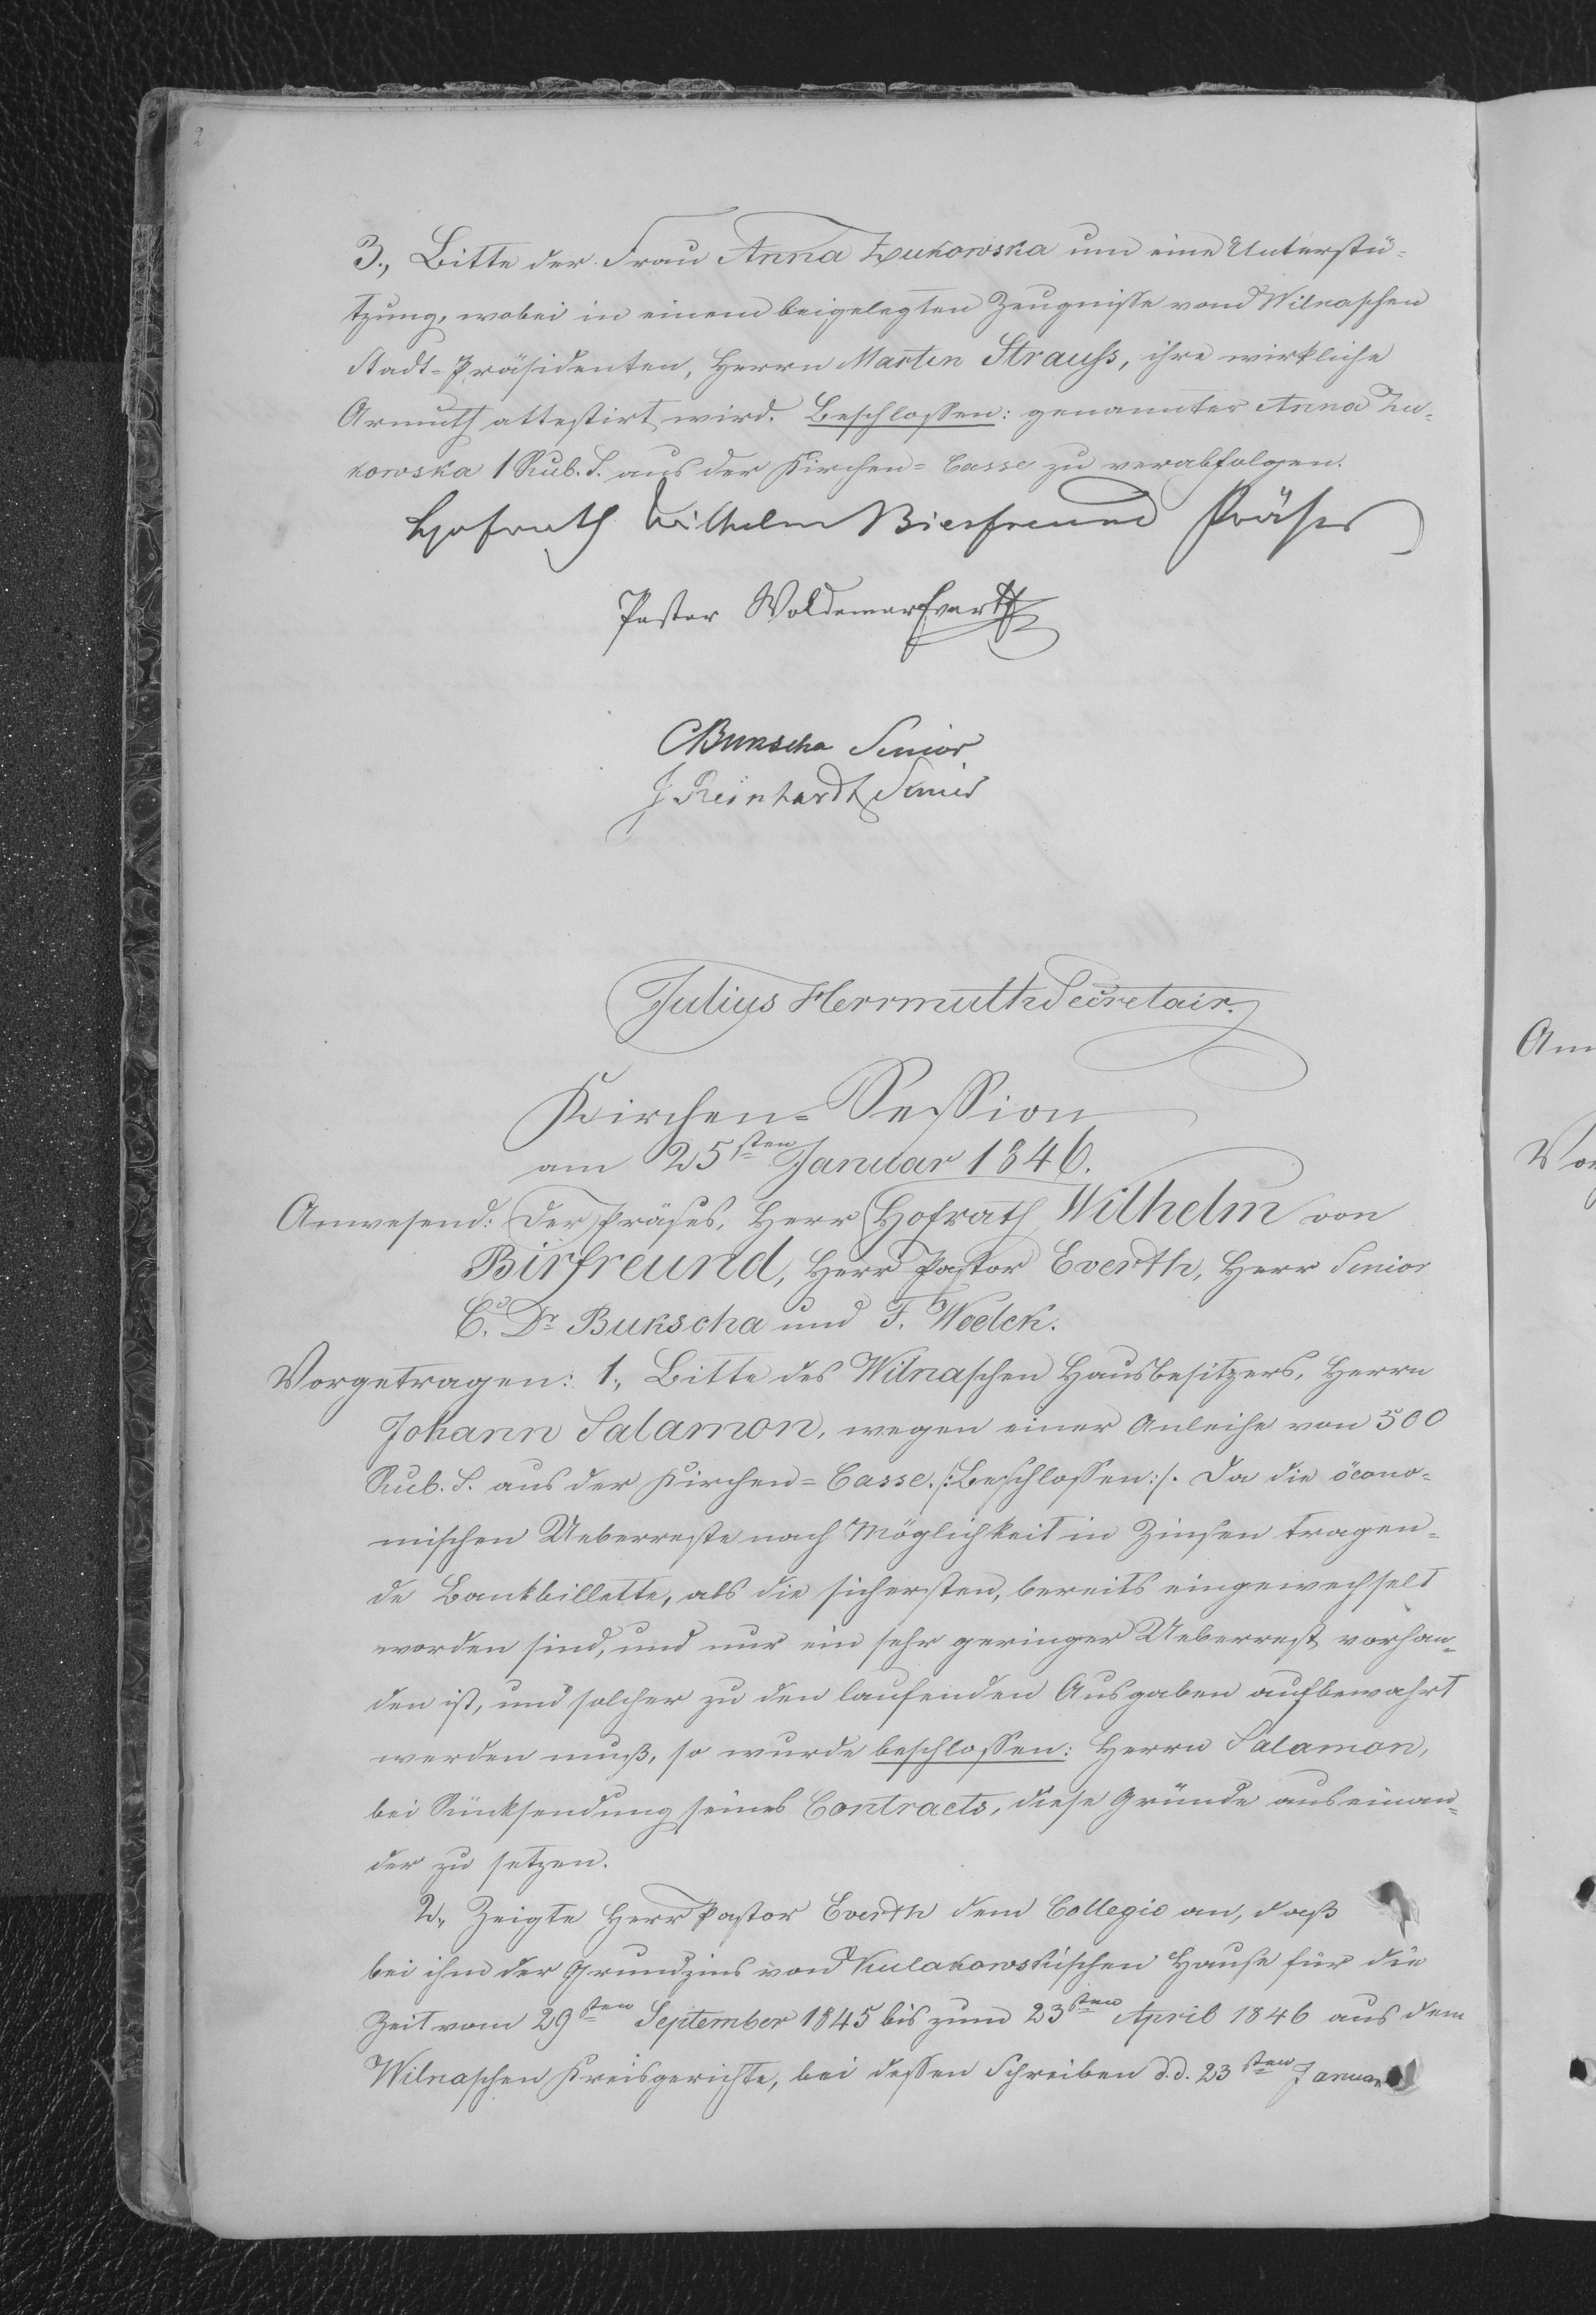 2
3., Bitte der Frau Anna Zukowska um eine Unterstü-
tzung, wobei in einem beigelegten Zeugnisse vom Wilnaschen
Stadt-Präsidenten, Herrn Martin Strauss, ihre wirkliche
Armuth attestirt wird. Beschlossen: genannter Anna Zu-
kowska 1 Rub. S. aus der Kirchen-Casse zu verabfolgen.
Hofrath Wilhelm Bierfreund Präses
Pastor Woldemar Everth
C Bukscha Senior
J Reinhardt Senior
Julius Herrmuth Secretair.
Kirchen-Session
am 25sten Januar 1846.
Anwesend: Der Präses, Herr Hofrath Wilhelm von
Birfreund, Herr Pastor Everth, Herr Senior
C. Dr Bukscha und F. Woelck.
Vorgetragen: 1., Bitte des Wilnaschen Hausbesitzers, Herrn
Johann Salamon, wegen einer Anleihe von 500
Rub. S. aus der Kirchen-Casse. /:Beschlossen:/. Da die öcono-
mischen Ueberreste nach Möglichkeit in Zinsen tragen-
de Bankbillette, als die sichersten, bereits eingewechselt
worden sind, und nur ein sehr geringer Ueberrest vorhan-
den ist, und solcher zu den laufenden Ausgaben aufbewahrt
werden muß, so wurde beschlossen: Herrn Salamon,
bei Rücksendung seines Contracts, diese Gründe auseinan-
der zu setzen.
2., Zeigte Herr Pastor Everth dem Collegio an, daß
bei ihm der Grundzins vom Kulakowskischen Hause für die
Zeit vom 29sten September 1845 bis zum 23sten April 1846 aus dem
Wilnaschen Kreisgerichte, bei dessen Schreiben d.d. 23sten Januar
Vo